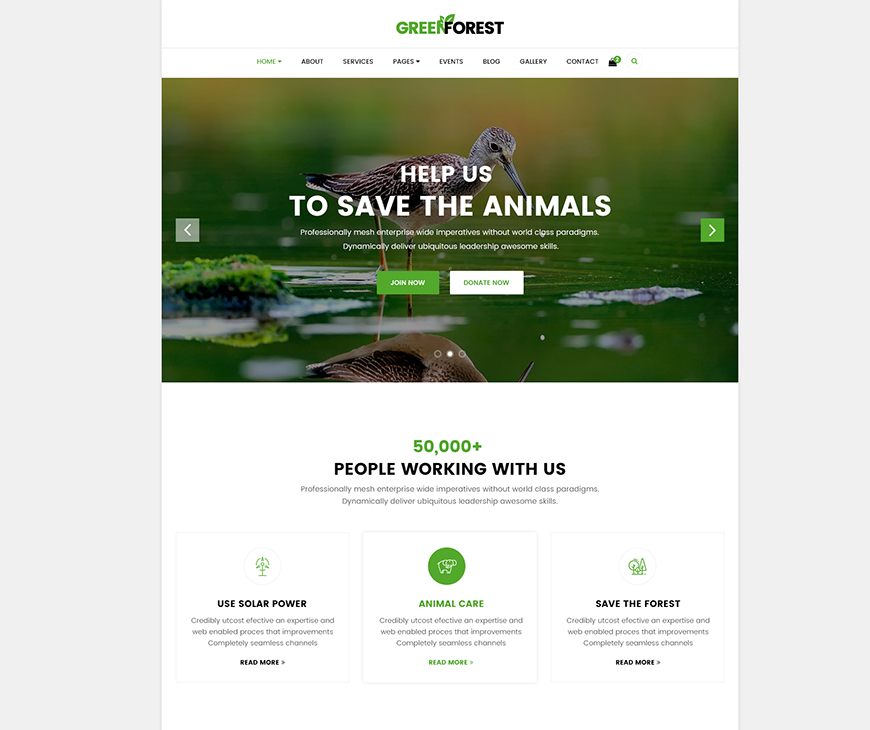 GREENFOREST
HOME ABOUT SERVICES PAGES EVENTS BLOG GALLERY CONTACT 2
HELP US
TO SAVE THE ANIMALS
Professionally mesh enterprise wide imperatives without world class paradigms.
Dynamically deliver ubiquitous leadership awesome skills.
JOIN NOW DONATE NOW
50,000+
PEOPLE WORKING WITH US
Professionally mesh enterprise wide imperatives without world class paradigms.
Dynamically deliver ubiquitous leadership awesome skills.
USE SOLAR POWER
Credibly utcost efective an expertise and
web enabled proces that improvements
Completely seamless channels
READ MORE »
ANIMAL CARE
Credibly utcost efective an expertise and
web enabled proces that improvements
Completely seamless channels
READ MORE »
SAVE THE FOREST
Credibly utcost efective an expertise and
web enabled proces that improvements
Completely seamless channels
READ MORE »